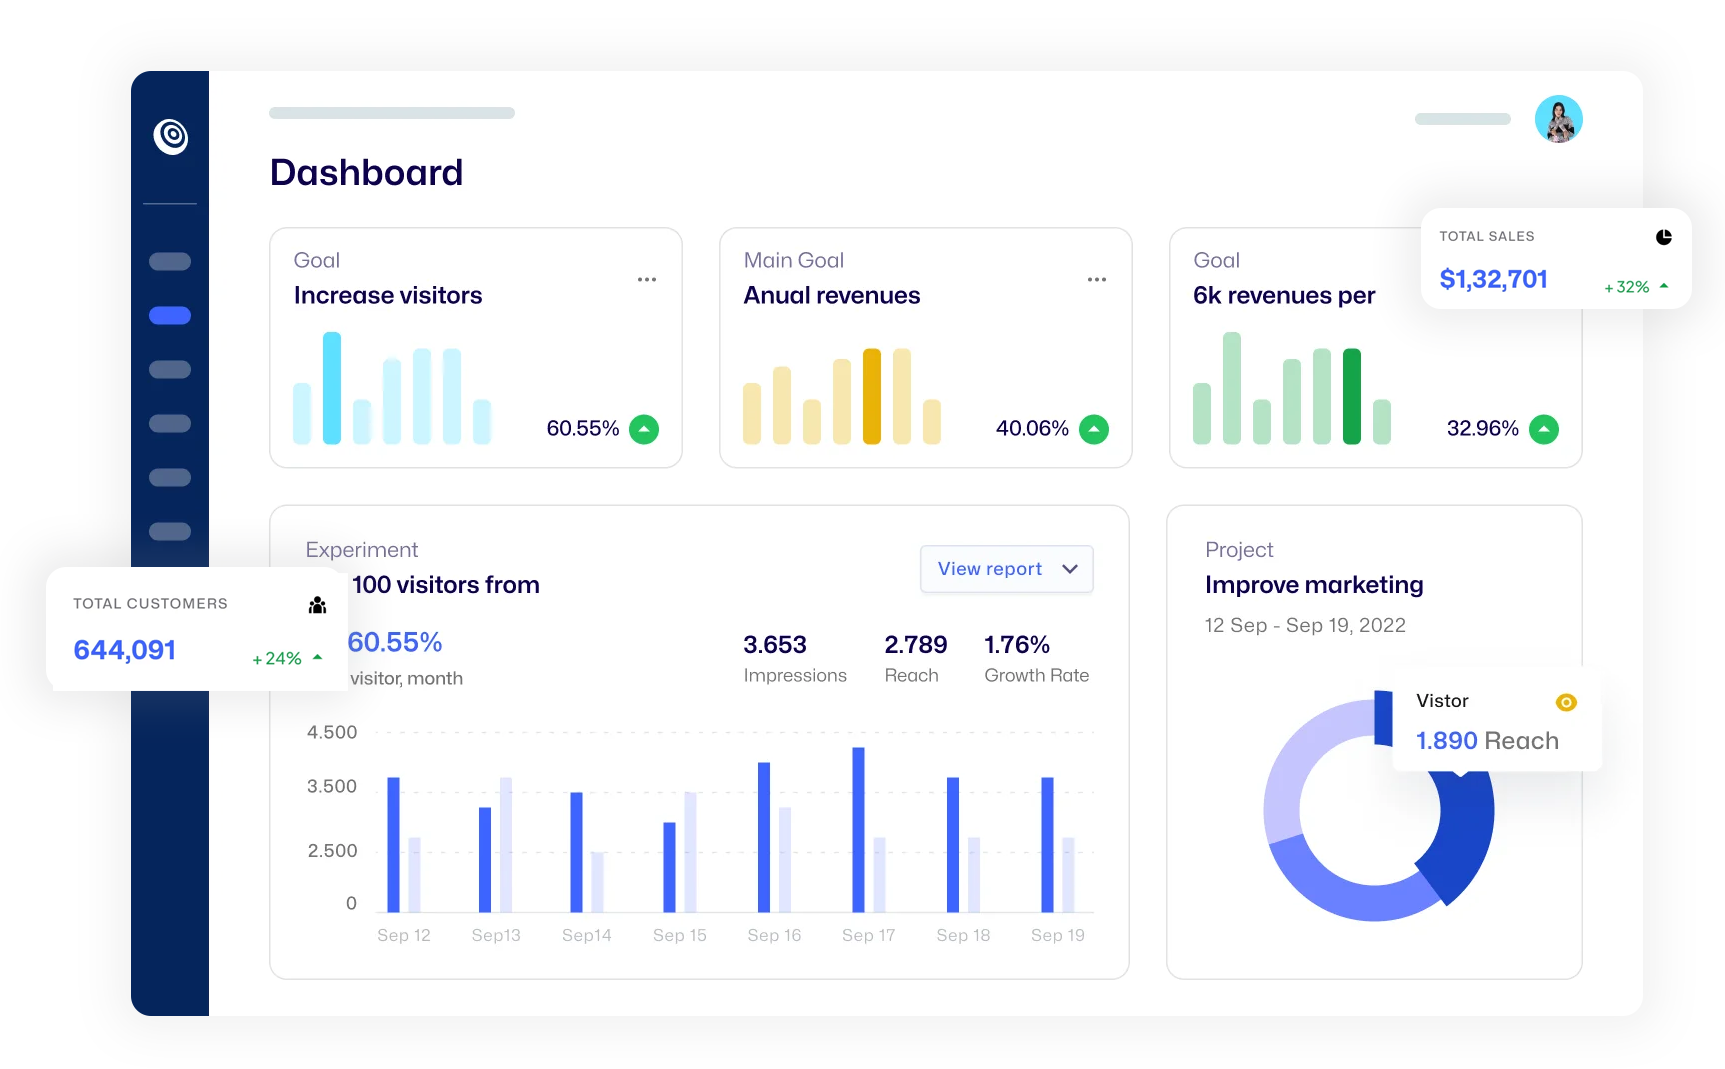 Dashboard
TOTAL SALES
$1,32,701
+32%
Goal
Increase visitors
60.55%
Main Goal
Anual revenues
40.06%
Goal
6k revenues per
32.96%
TOTAL CUSTOMERS
644,091
+24%
Experiment
100 visitors from
View report
60.55%
visitor, month
3.653
Impressions
2.789
Reach
1.76%
Growth Rate
4.500
3.500
2.500
0
Sep 12 Sep13 Sep14 Sep 15 Sep 16 Sep 17 Sep 18 Sep 19
Project
Improve marketing
12 Sep - Sep 19, 2022
Vistor
1.890 Reach